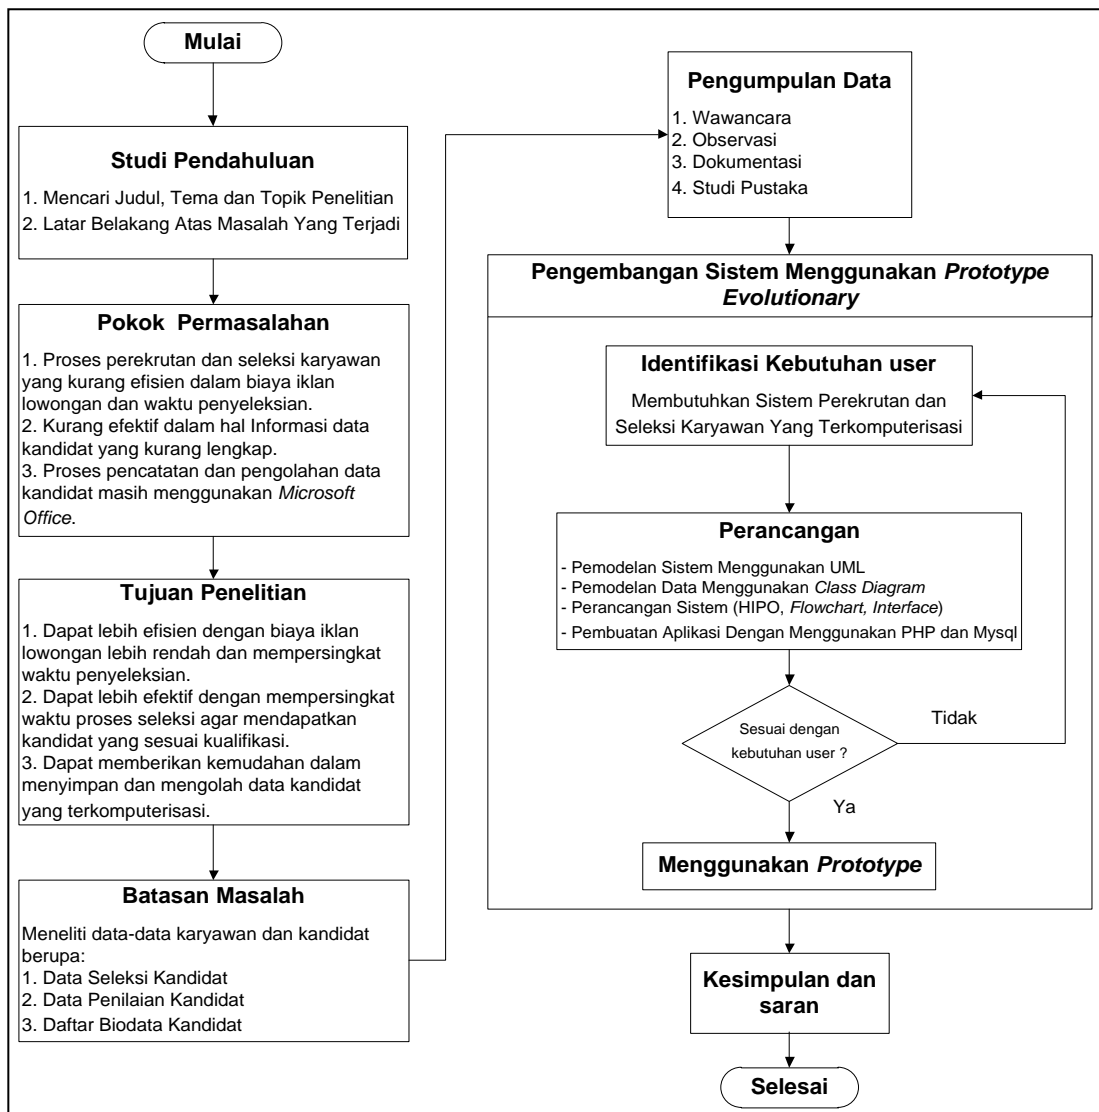 Mulai
Studi Pendahuluan
1. Mencari Judul, Tema dan Topik Penelitian
2. Latar Belakang Atas Masalah Yang Terjadi
Pokok Permasalahan
1. Proses perekrutan dan seleksi karyawan
yang kurang efisien dalam biaya iklan
lowongan dan waktu penyeleksian.
2. Kurang efektif dalam hal Informasi data
kandidat yang kurang lengkap.
3. Proses pencatatan dan pengolahan data
kandidat masih menggunakan Microsoft
Office.
Tujuan Penelitian
1. Dapat lebih efisien dengan biaya iklan
lowongan lebih rendah dan mempersingkat
waktu penyeleksian.
2. Dapat lebih efektif dengan mempersingkat
waktu proses seleksi agar mendapatkan
kandidat yang sesuai kualifikasi.
3. Dapat memberikan kemudahan dalam
menyimpan dan mengolah data kandidat
yang terkomputerisasi.
Batasan Masalah
Meneliti data-data karyawan dan kandidat
berupa:
1. Data Seleksi Kandidat
2. Data Penilaian Kandidat
3. Daftar Biodata Kandidat
Pengumpulan Data
1. Wawancara
2. Observasi
3. Dokumentasi
4. Studi Pustaka
Pengembangan Sistem Menggunakan Prototype
Evolutionary
Identifikasi Kebutuhan user
Membutuhkan Sistem Perekrutan dan
Seleksi Karyawan Yang Terkomputerisasi
Perancangan
- Pemodelan Sistem Menggunakan UML
- Pemodelan Data Menggunakan Class Diagram
- Perancangan Sistem (HIPO, Flowchart, Interface)
- Pembuatan Aplikasi Dengan Menggunakan PHP dan Mysql
Sesuai dengan
kebutuhan user ?
Tidak
Ya
Menggunakan Prototype
Kesimpulan dan
saran
Selesai